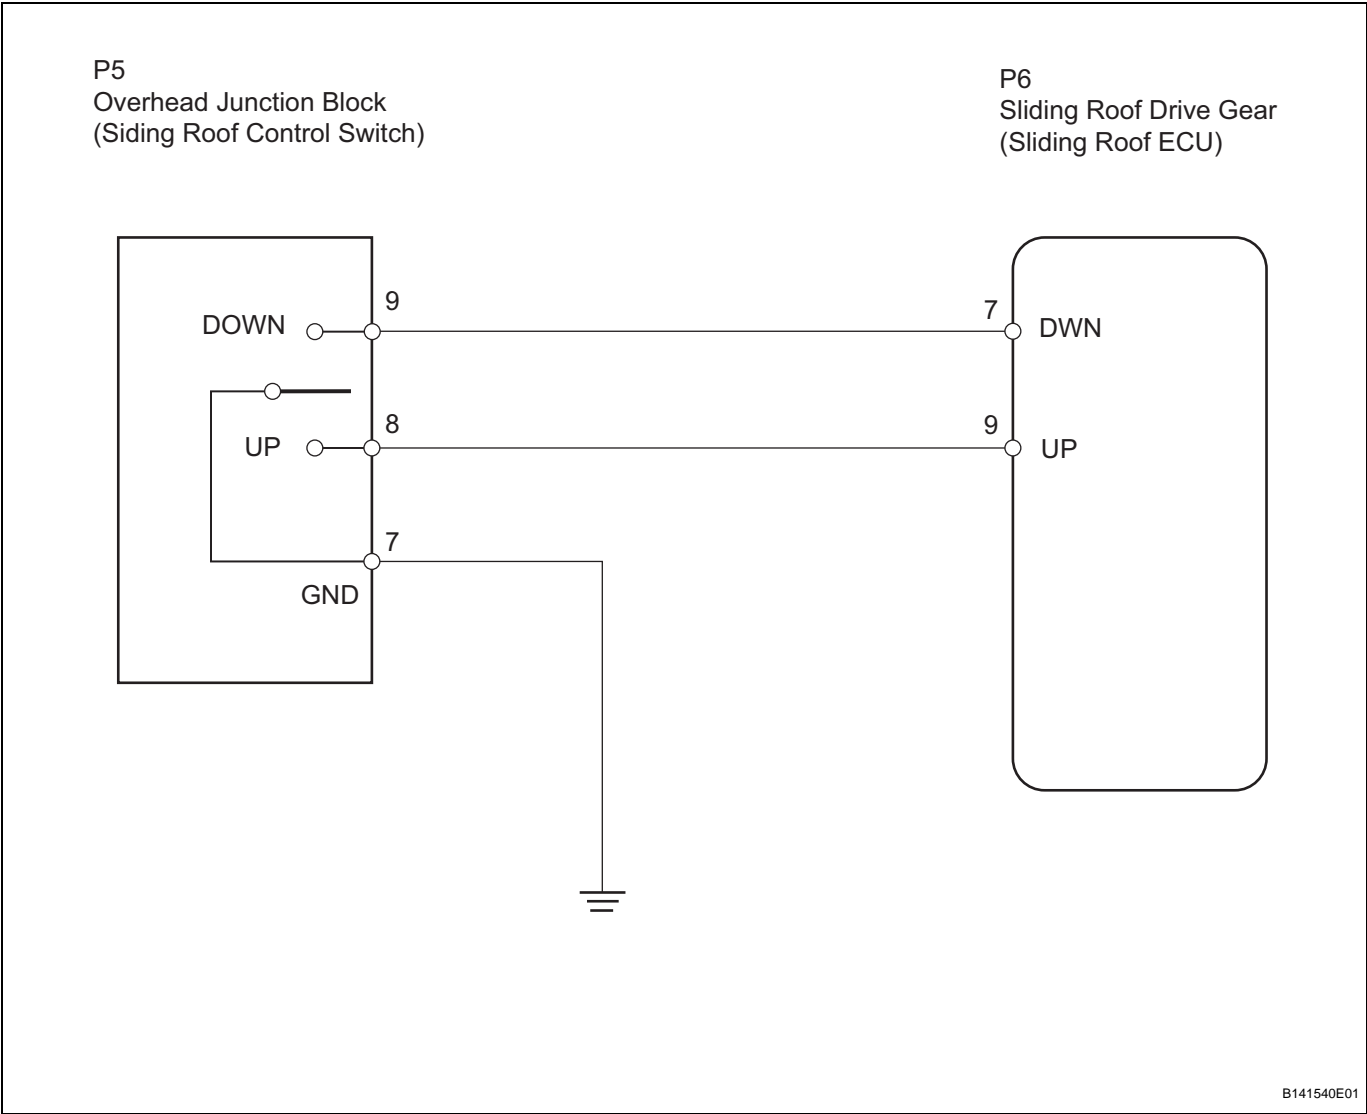 P5
Overhead Junction Block
(Siding Roof Control Switch)
P6
Sliding Roof Drive Gear
(Sliding Roof ECU)
9
DOWN
7
DWN
8
UP
9
UP
7
GND
B141540E01